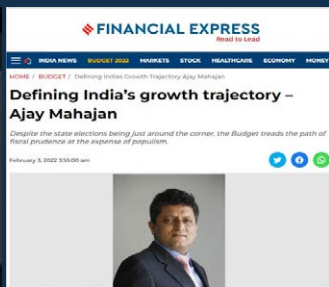 FINANCIAL EXPRESS
Read to Lead
INDIA NEWS BUDGET 2022 MARKETS STOCK HEALTHCARE ECONOMY MONEY
HOME / BUDGET / Defining Indias Growth Trajectory Ajay Mahajan
Defining India's growth trajectory –
Ajay Mahajan
Despite the state elections being just around the corner, the Budget treads the path of
fiscal prudence at the expense of populism.
February 3, 2022 5:55:00 am